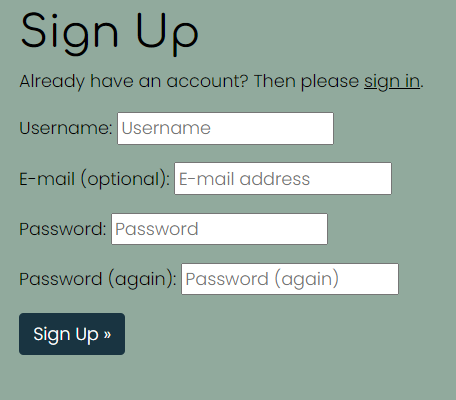 Sign Up
Already have an account? Then please sign in.
Username: Username
E-mail (optional): E-mail address
Password: Password
Password (again): Password (again)
Sign Up »